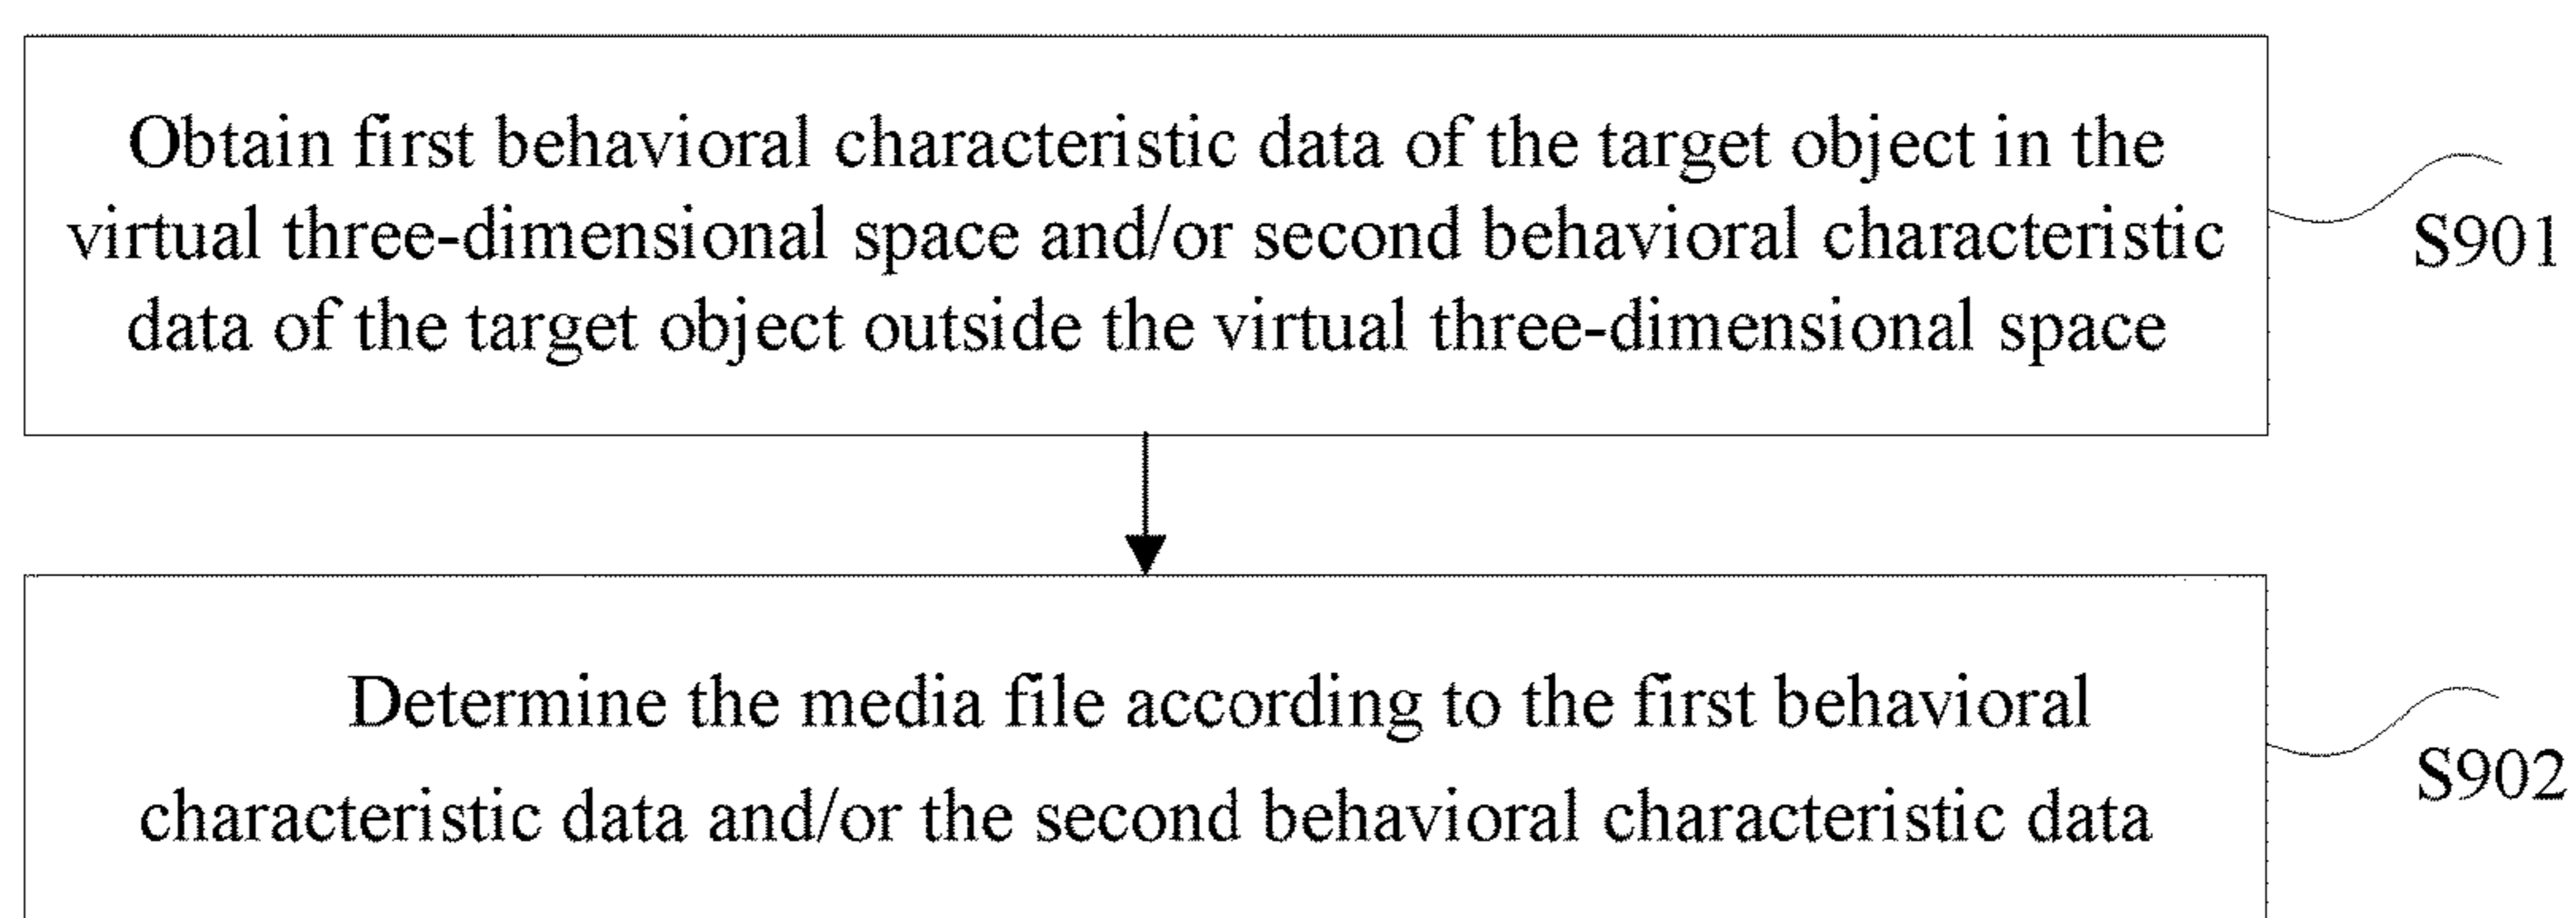 Obtain first behavioral characteristic data of the target object in the
virtual three-dimensional space and/or second behavioral characteristic
data of the target object outside the virtual three-dimensional space
S901
Determine the media file according to the first behavioral
characteristic data and/or the second behavioral characteristic data
S902